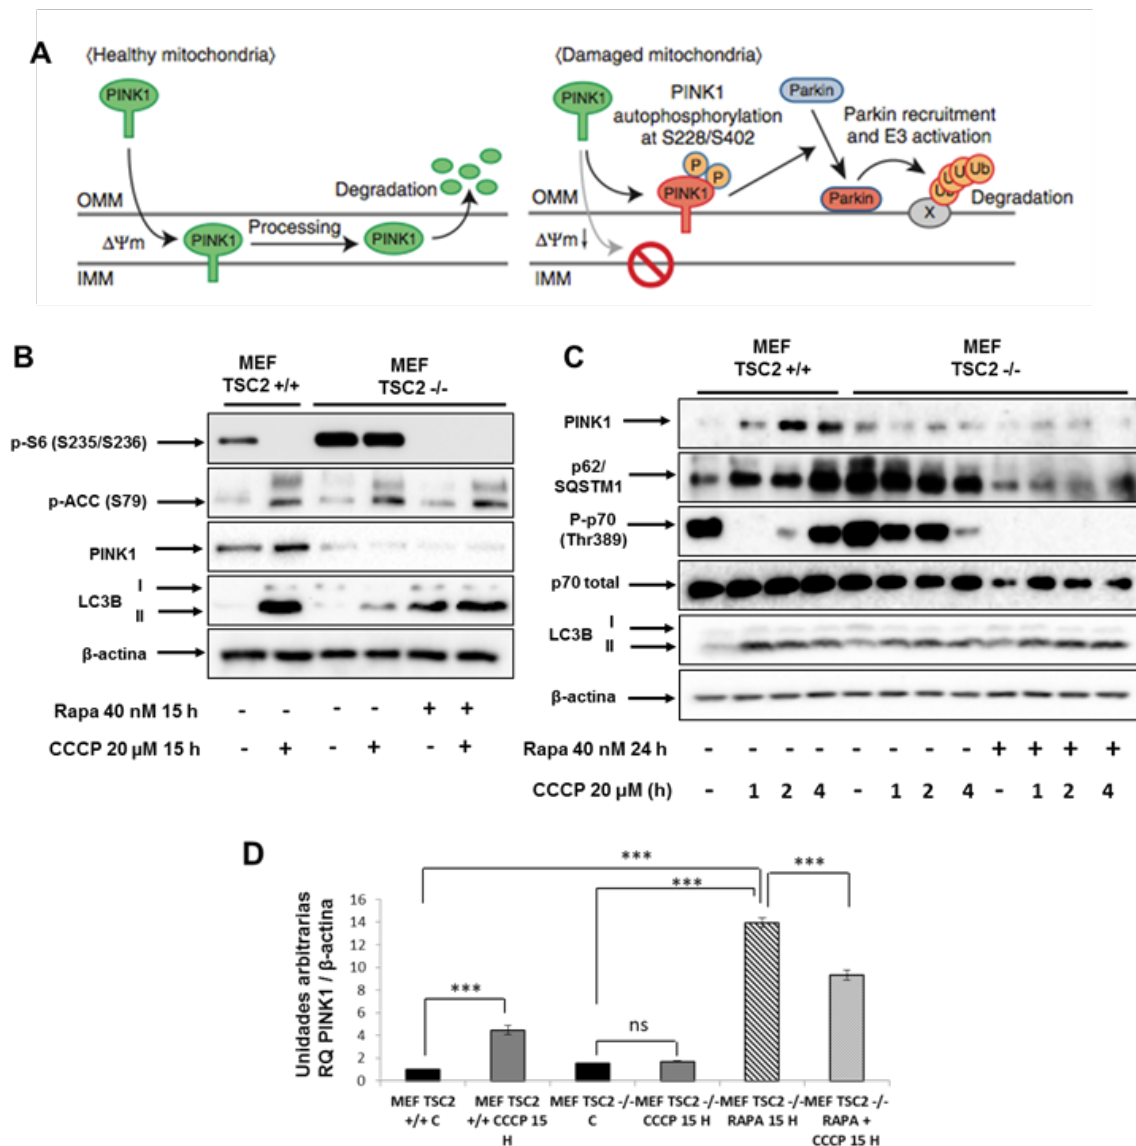 A
〈Healthy mitochondria〉
PINK1
OMM
ΔΨm
PINK1
Processing
PINK1
Degradation
IMM
〈Damaged mitochondria〉
PINK1
PINK1
autophosphorylation
at S228/S402
P
P
PINK1
Parkin
Parkin recruitment
and E3 activation
Parkin
Ub
U
U
Ub
X
Degradation
OMM
ΔΨm↓
IMM
B
MEF
TSC2 +/+
MEF
TSC2 -/-
p-S6 (S235/S236)
p-ACC (S79)
PINK1
LC3B
I
II
β-actina
Rapa 40 nM 15 h - - - - + +
CCCP 20 µM 15 h - + - + - +
C
MEF
TSC2 +/+
MEF
TSC2 -/-
PINK1
p62/
SQSTM1
P-p70
(Thr389)
p70 total
LC3B
I
II
β-actina
Rapa 40 nM 24 h - - - - - - - - + + + +
CCCP 20 µM (h) - 1 2 4 - 1 2 4 - 1 2 4
D
Unidades arbitrarias
RQ PINK1 / β-actina
16
14
12
10
8
6
4
2
0
***
***
***
***
ns
MEF TSC2
+/+ C
MEF TSC2
+/+ CCCP 15
H
MEF TSC2 -/-
C
MEF TSC2 -/-
CCCP 15 H
MEF TSC2 -/-
RAPA 15 H
MEF TSC2 -/-
RAPA +
CCCP 15 H